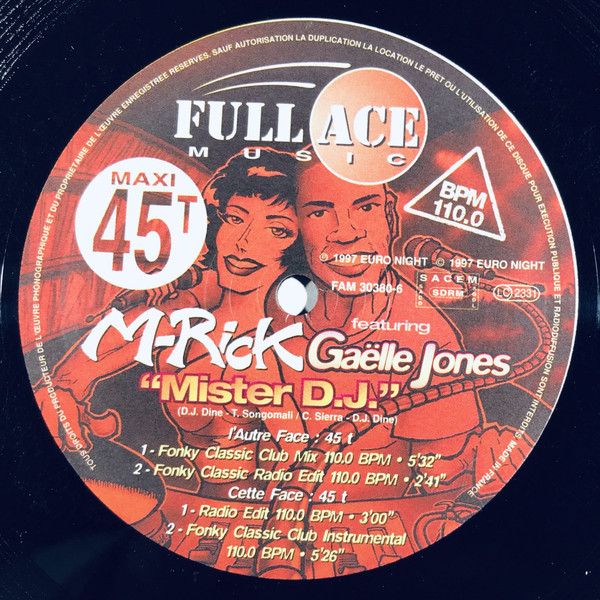 TOUS DROITS DU PRODUCTEUR DE L'ŒUVRE PHONOGRAPHIQUE ET DU PROPRIETAIRE DE L'ŒUVRE ENREGISTREE RESERVES. SAUF AUTORISATION LA DUPLICATION LA LOCATION LE PRET OU L'UTILISATION DE CE DISQUE POUR EXECUTION PUBLIQUE ET RADIODIFFUSION SONT INTERDITS MADE IN FRANCE
FULL ACE
MUSIC
MAXI
45T
BPM
110.0
℗ 1997 EURO NIGHT © 1997 EURO NIGHT
FAM 30380-6
SACEM
SDRM
LC 2331
M-Rick featuring
Gaëlle Jones
“Mister D.J.”
(D.J. Dine - T. Songomali / C. Sierra - D.J. Dine)
l'Autre Face : 45 t
1 - Fonky Classic Club Mix 110.0 BPM • 5'32”
2 - Fonky Classic Radio Edit 110.0 BPM • 2'41”
Cette Face : 45 t
1 - Radio Edit 110.0 BPM • 3'00”
2 - Fonky Classic Club Instrumental
110.0 BPM • 5'26”